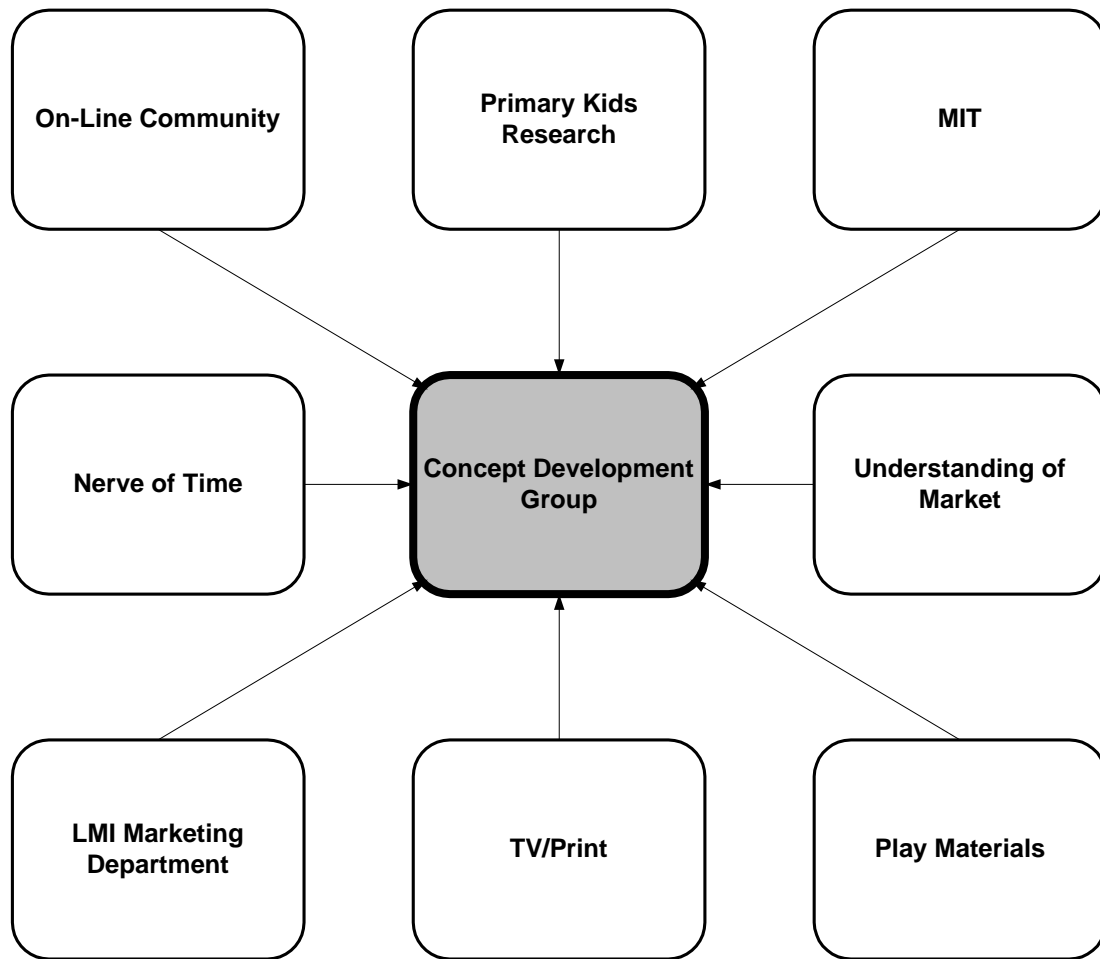 On-Line Community
Primary Kids
Research
MIT
Nerve of Time
Concept Development
Group
Understanding of
Market
LMI Marketing
Department
TV/Print
Play Materials